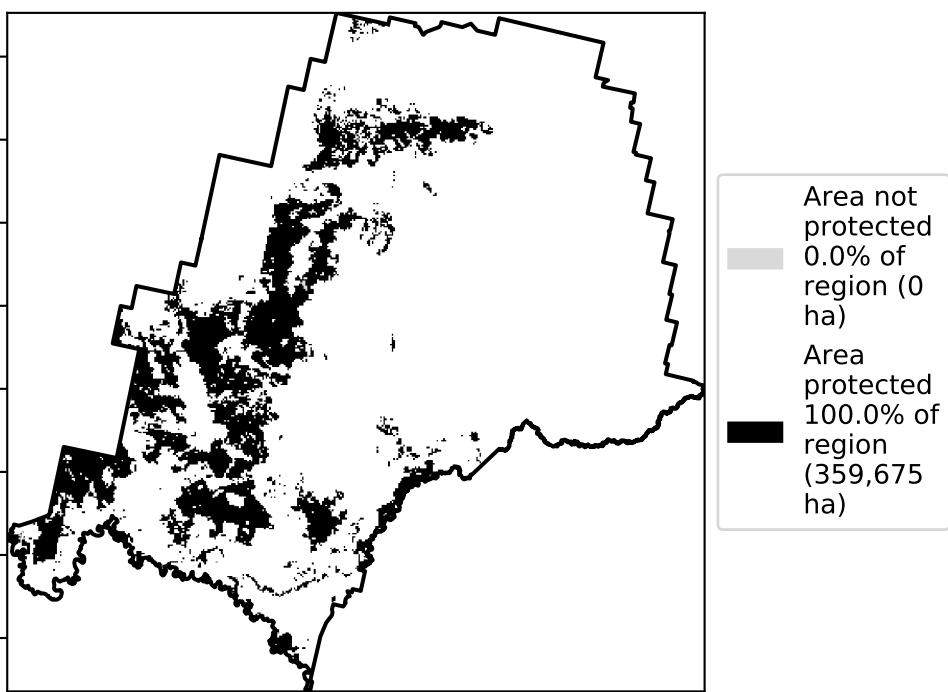 Area not
protected
0.0% of
region (0
ha)
Area
protected
100.0% of
region
(359,675
ha)